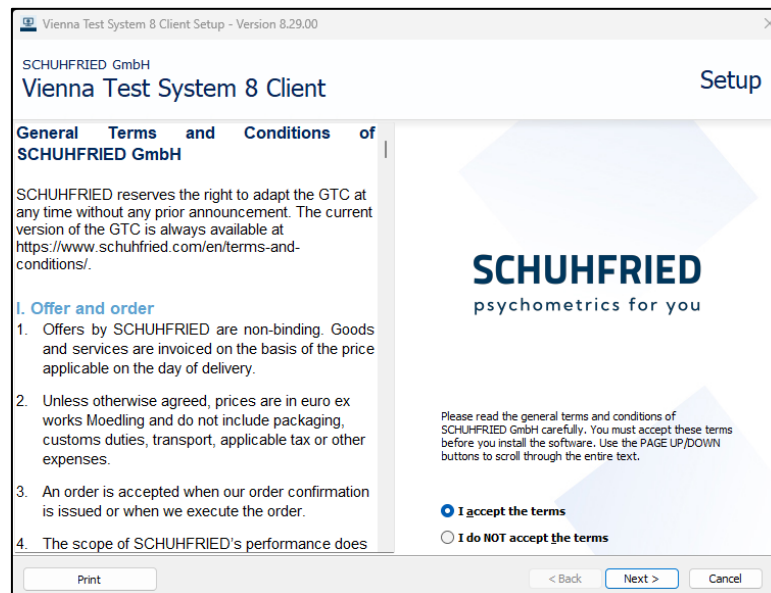 Vienna Test System 8 Client Setup - Version 8.29.00
SCHUHFRIED GmbH
Vienna Test System 8 Client
Setup
General Terms and Conditions of
SCHUHFRIED GmbH
SCHUHFRIED reserves the right to adapt the GTC at
any time without any prior announcement. The current
version of the GTC is always available at
https://www.schuhfried.com/en/terms-and-
conditions/.
I. Offer and order
1. Offers by SCHUHFRIED are non-binding. Goods
and services are invoiced on the basis of the price
applicable on the day of delivery.
2. Unless otherwise agreed, prices are in euro ex
works Moedling and do not include packaging,
customs duties, transport, applicable tax or other
expenses.
3. An order is accepted when our order confirmation
is issued or when we execute the order.
4. The scope of SCHUHFRIED's performance does
SCHUHFRIED
psychometrics for you
Please read the general terms and conditions of
SCHUHFRIED GmbH carefully. You must accept these terms
before you install the software. Use the PAGE UP/DOWN
buttons to scroll through the entire text.
I accept the terms
I do NOT accept the terms
Print
< Back
Next >
Cancel